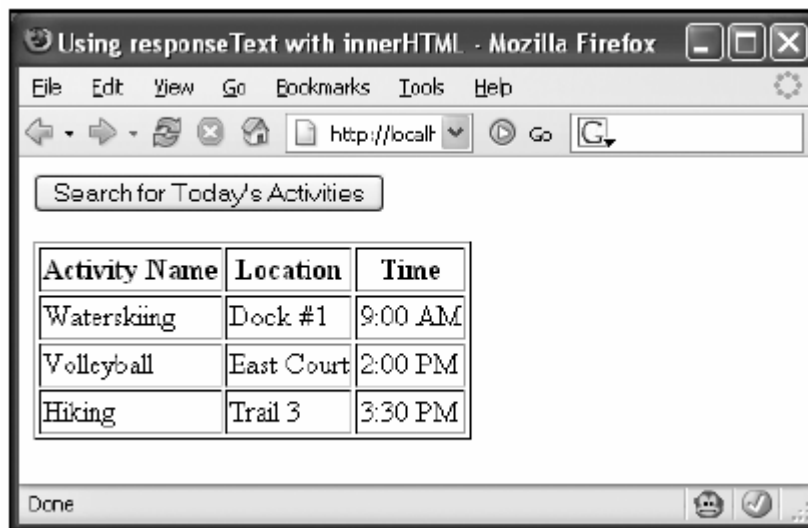 Using responseText with innerHTML - Mozilla Firefox
File Edit View Go Bookmarks Tools Help
http://localh Go G
Search for Today's Activities
Activity Name Location Time
Waterskiing Dock #1 9:00 AM
Volleyball East Court 2:00 PM
Hiking Trail 3 3:30 PM
Done